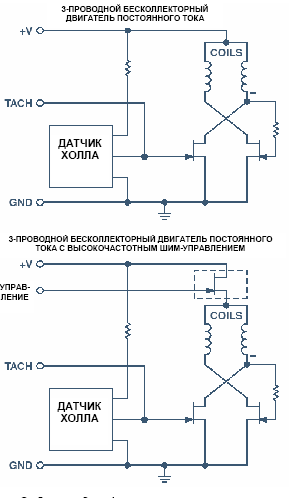 3-ПРОВОДНОЙ БЕСКОЛЛЕКТОРНЫЙ
ДВИГАТЕЛЬ ПОСТОЯННОГО ТОКА
+V
COILS
TACH
ДАТЧИК
ХОЛЛА
GND
3-ПРОВОДНОЙ БЕСКОЛЛЕКТОРНЫЙ ДВИГАТЕЛЬ ПОСТОЯННОГО
ТОКА С ВЫСОКОЧАСТОТНЫМ ШИМ-УПРАВЛЕНИЕМ
+V
УПРАВ-
ЛЕНИЕ
COILS
TACH
ДАТЧИК
ХОЛЛА
GND